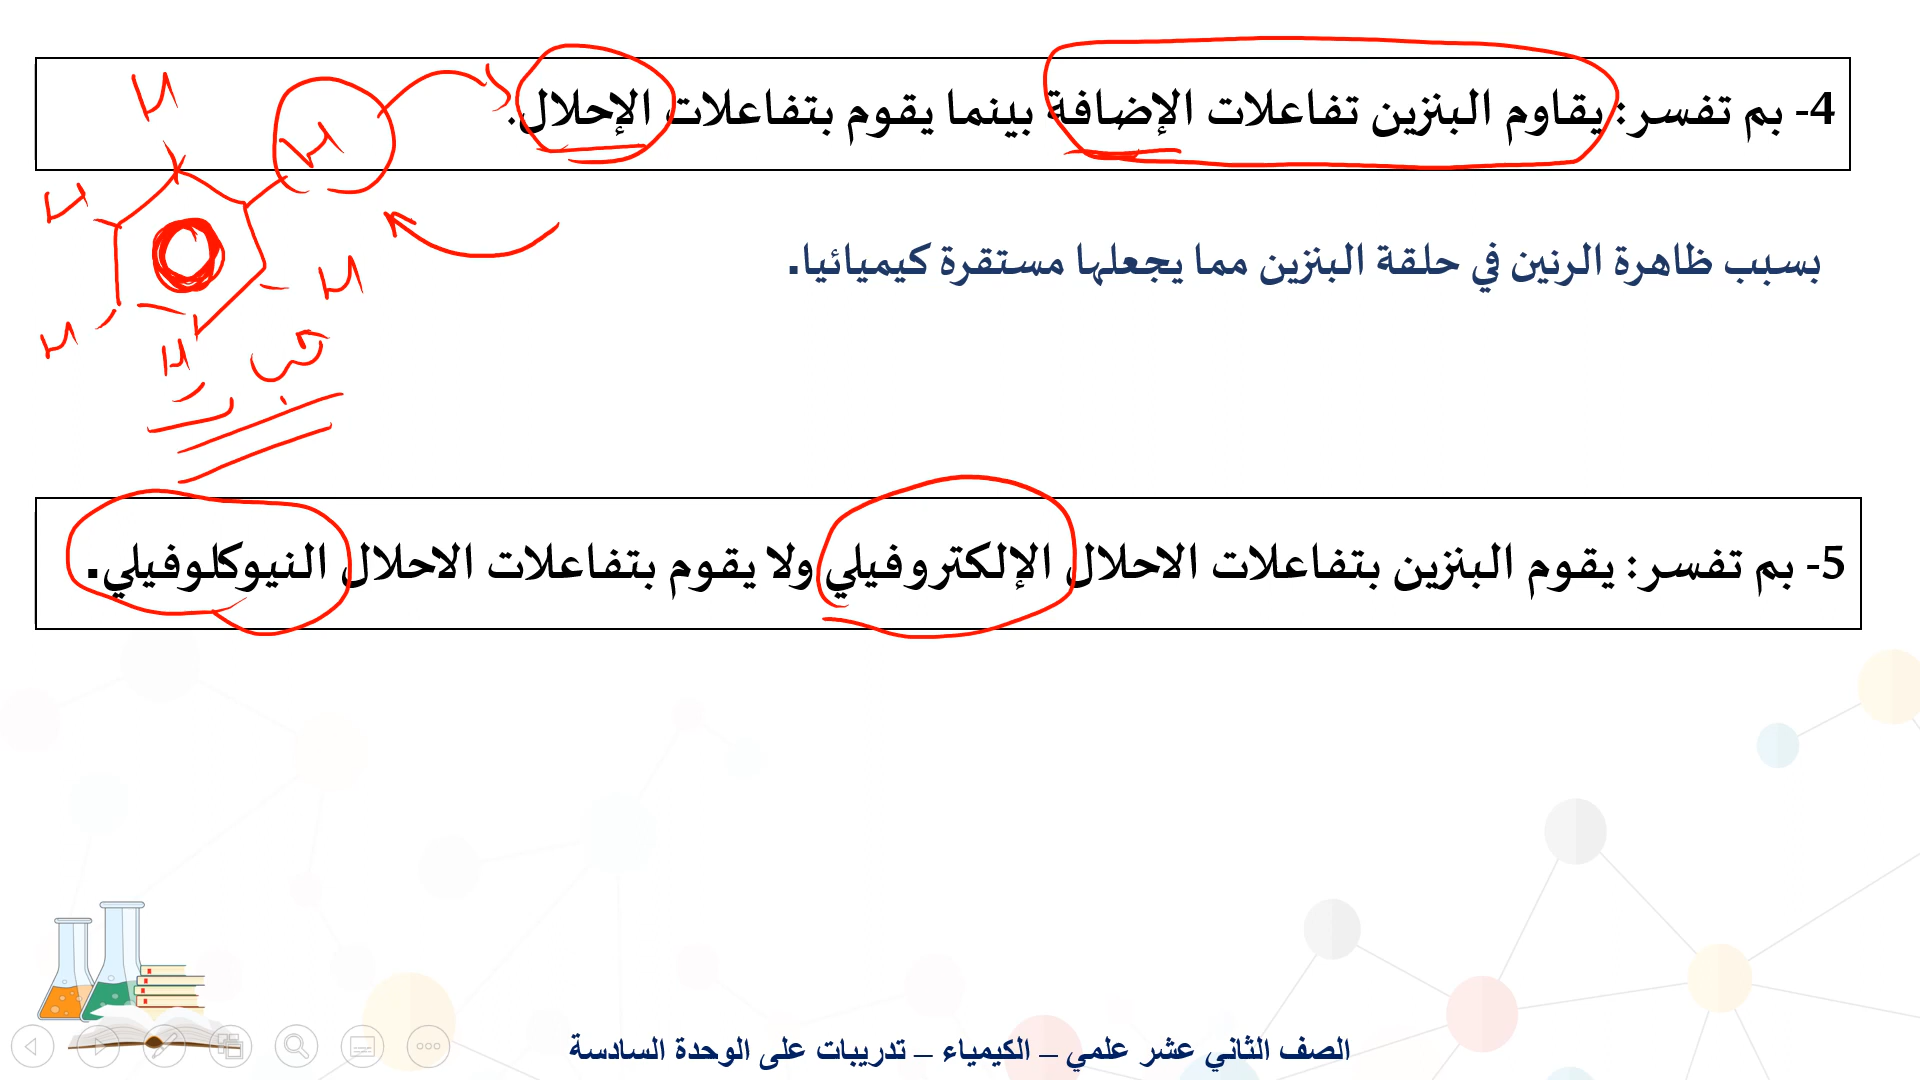 4- بم تفسر: يقاوم البنزين تفاعلات الإضافة بينما يقوم بتفاعلات الإحلال.
H
H
H
H
H
H
بسبب ظاهرة الرنين في حلقة البنزين مما يجعلها مستقرة كيميائيا.
5- بم تفسر: يقوم البنزين بتفاعلات الاحلال الإلكتروفيلي ولا يقوم بتفاعلات الاحلال النيوكلوفيلي.
الصف الثاني عشر علمي – الكيمياء – تدريبات على الوحدة السادسة